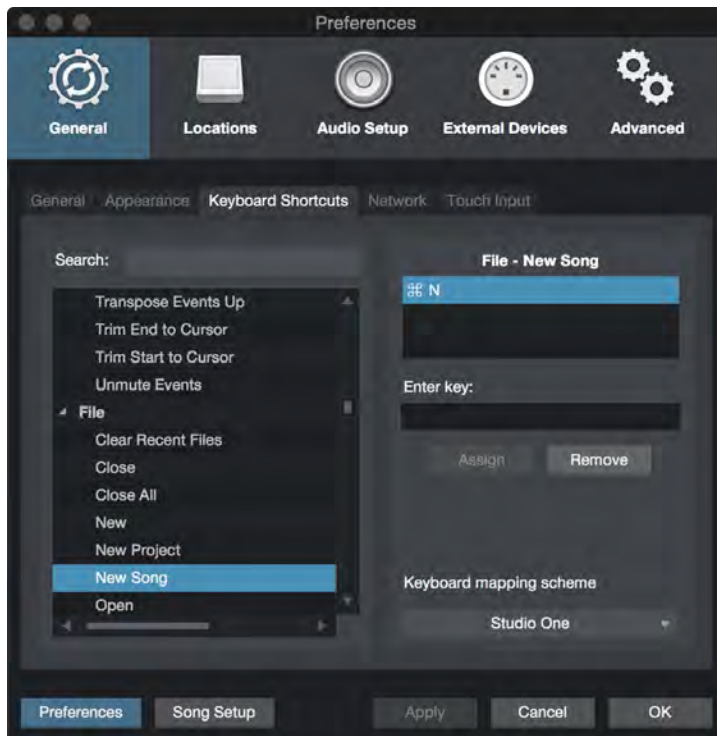 Preferences
General Locations Audio Setup External Devices Advanced
General Appearance Keyboard Shortcuts Network Touch Input
Search:
Transpose Events Up
Trim End to Cursor
Trim Start to Cursor
Unmute Events
File
Clear Recent Files
Close
Close All
New
New Project
New Song
Open
File - New Song
⌘ N
Enter key:
Assign Remove
Keyboard mapping scheme
Studio One
Preferences Song Setup Apply Cancel OK